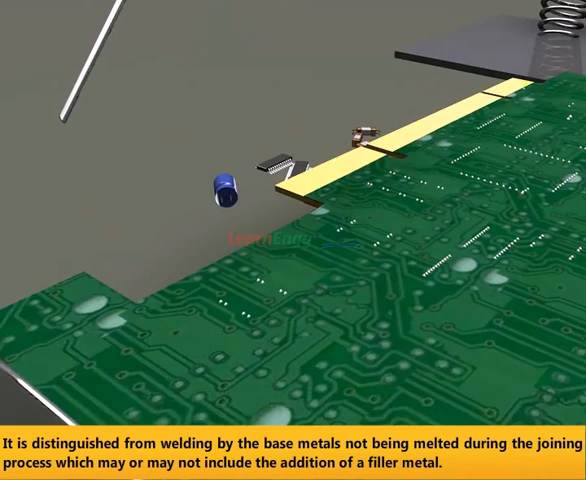 LearnEngg
It is distinguished from welding by the base metals not being melted during the joining
process which may or may not include the addition of a filler metal.